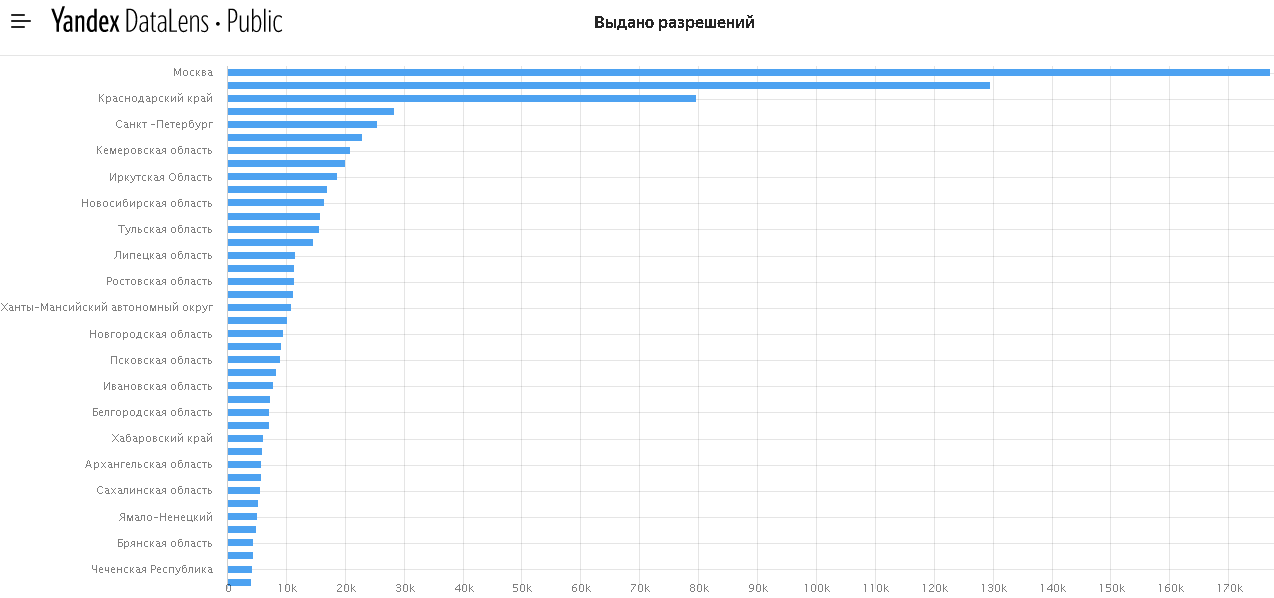 Yandex DataLens · Public
Выдано разрешений
Москва
Краснодарский край
Санкт -Петербург
Кемеровская область
Иркутская Область
Новосибирская область
Тульская область
Липецкая область
Ростовская область
Ханты-Мансийский автономный округ
Новгородская область
Псковская область
Ивановская область
Белгородская область
Хабаровский край
Архангельская область
Сахалинская область
Ямало-Ненецкий
Брянская область
Чеченская Республика
0 10k 20k 30k 40k 50k 60k 70k 80k 90k 100k 110k 120k 130k 140k 150k 160k 170k